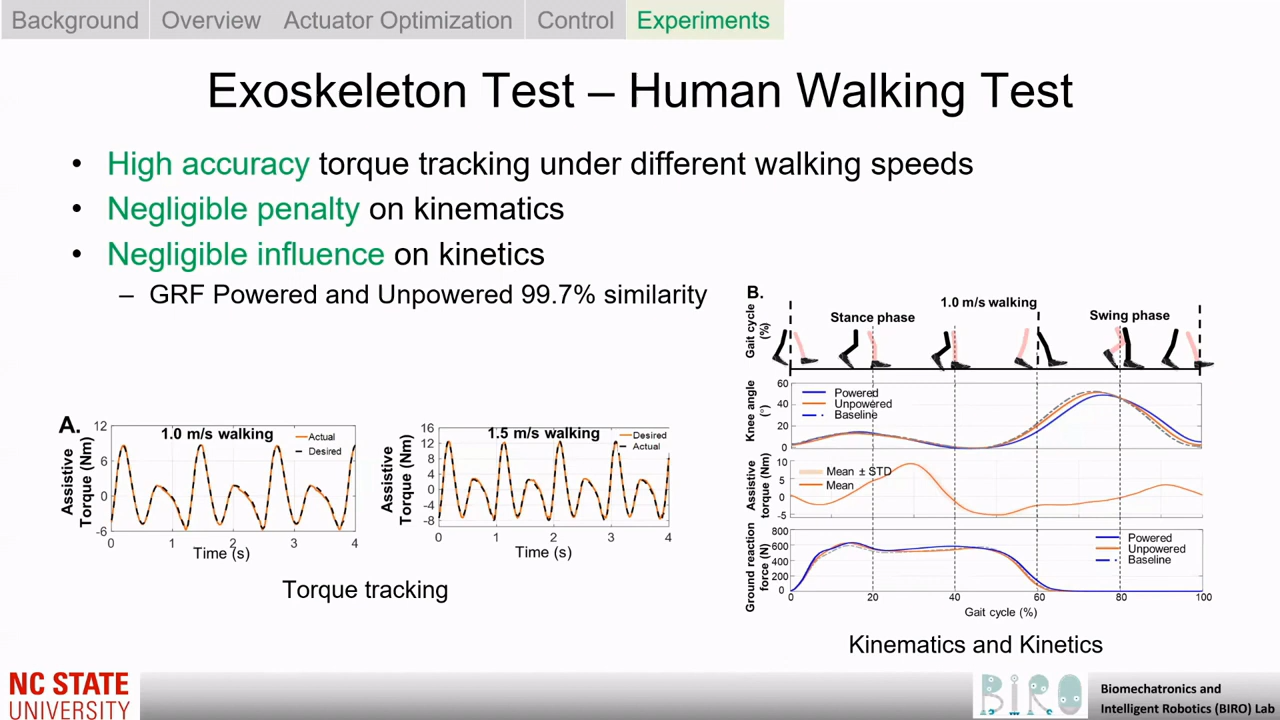 Background Overview Actuator Optimization Control Experiments
Exoskeleton Test – Human Walking Test
• High accuracy torque tracking under different walking speeds
• Negligible penalty on kinematics
• Negligible influence on kinetics
– GRF Powered and Unpowered 99.7% similarity
A.
Assistive
Torque (Nm)
12
6
0
-6
1.0 m/s walking
Actual
Desired
0 1 2 3 4
Time (s)
Assistive
Torque (Nm)
16
12
8
4
0
-4
-8
1.5 m/s walking
Desired
Actual
0 1 2 3 4
Time (s)
Torque tracking
B.
Gait cycle
(%)
1.0 m/s walking
Stance phase
Swing phase
Knee angle
(°)
60
40
20
0
Powered
Unpowered
Baseline
Assistive
torque (Nm)
10
5
0
-5
Mean ± STD
Mean
Ground reaction
force (N)
800
600
400
200
0
Powered
Unpowered
Baseline
0 20 40 60 80 100
Gait cycle (%)
Kinematics and Kinetics
NC STATE
UNIVERSITY
BIRO
Biomechatronics and
Intelligent Robotics (BIRO) Lab